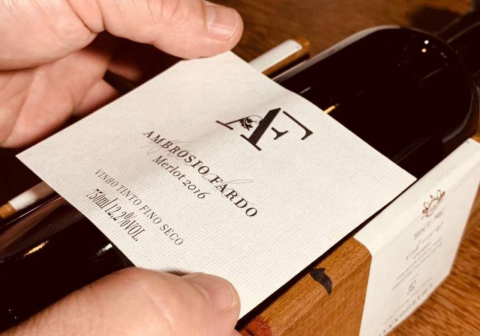 AF
AMBROSIO FARDO
Merlot 2016
VINHO TINTO FINO SECO
750ml 12,2%VOL.